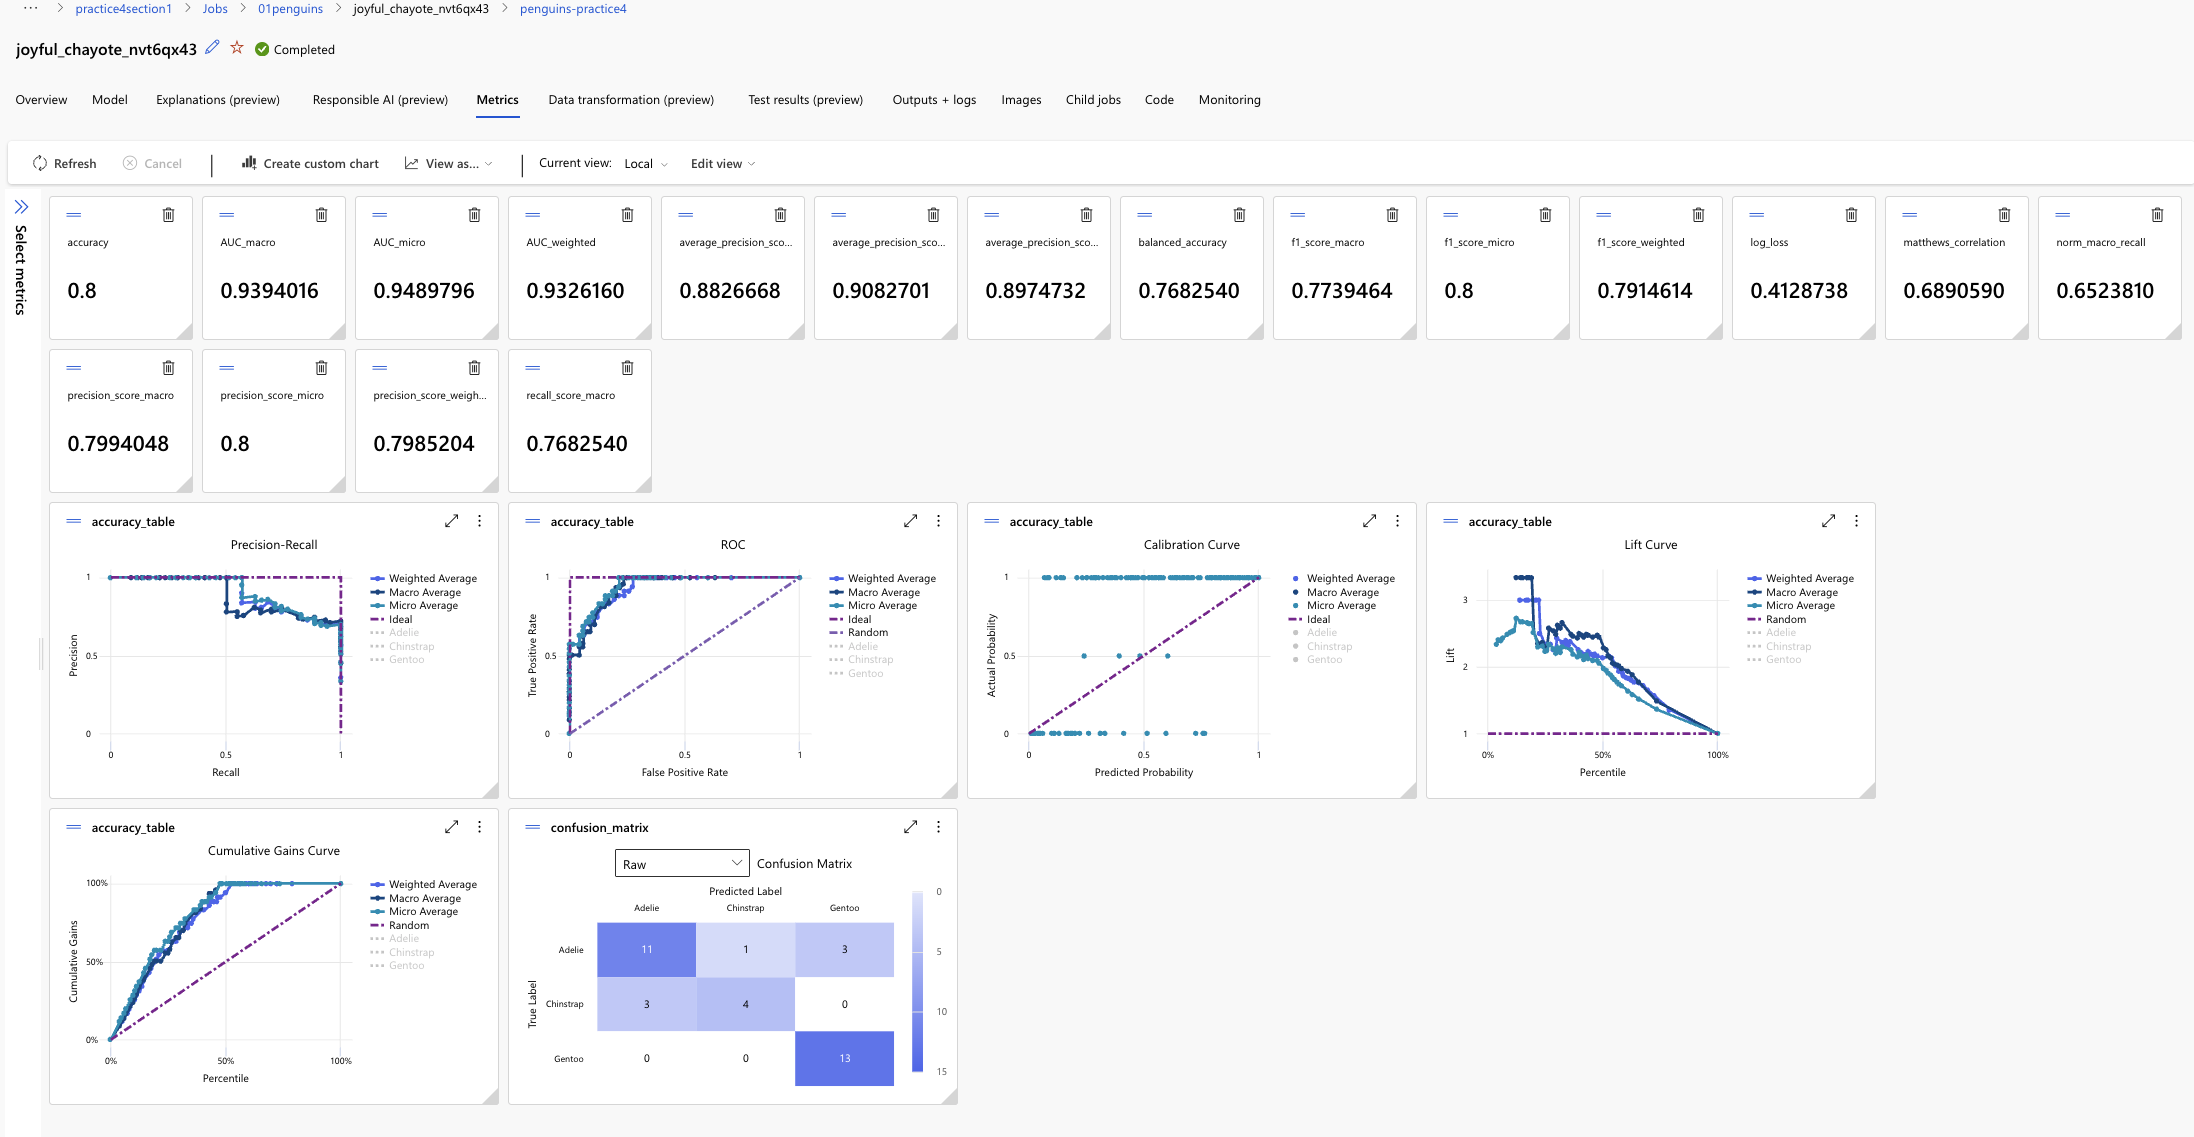 ··· > practice4section1 > Jobs > 01penguins > joyful_chayote_nvt6qx43 > penguins-practice4
joyful_chayote_nvt6qx43 Completed
Overview Model Explanations (preview) Responsible AI (preview) Metrics Data transformation (preview) Test results (preview) Outputs + logs Images Child jobs Code Monitoring
Refresh Cancel | Create custom chart View as... | Current view: Local Edit view
Select metrics
accuracy
0.8
AUC_macro
0.9394016
AUC_micro
0.9489796
AUC_weighted
0.9326160
average_precision_sco...
0.8826668
average_precision_sco...
0.9082701
average_precision_sco...
0.8974732
balanced_accuracy
0.7682540
f1_score_macro
0.7739464
f1_score_micro
0.8
f1_score_weighted
0.7914614
log_loss
0.4128738
matthews_correlation
0.6890590
norm_macro_recall
0.6523810
precision_score_macro
0.7994048
precision_score_micro
0.8
precision_score_weigh...
0.7985204
recall_score_macro
0.7682540
accuracy_table
Precision-Recall
Precision
1
0.5
0
0 0.5 1
Recall
Weighted Average
Macro Average
Micro Average
Ideal
Adelie
Chinstrap
Gentoo
accuracy_table
ROC
True Positive Rate
1
0.5
0
0 0.5 1
False Positive Rate
Weighted Average
Macro Average
Micro Average
Ideal
Random
Adelie
Chinstrap
Gentoo
accuracy_table
Calibration Curve
Actual Probability
1
0.5
0
0 0.5 1
Predicted Probability
Weighted Average
Macro Average
Micro Average
Ideal
Adelie
Chinstrap
Gentoo
accuracy_table
Lift Curve
Lift
3
2
1
0% 50% 100%
Percentile
Weighted Average
Macro Average
Micro Average
Random
Adelie
Chinstrap
Gentoo
accuracy_table
Cumulative Gains Curve
Cumulative Gains
100%
50%
0%
0% 50% 100%
Percentile
Weighted Average
Macro Average
Micro Average
Random
Adelie
Chinstrap
Gentoo
confusion_matrix
Raw Confusion Matrix
Predicted Label
Adelie Chinstrap Gentoo
True Label
Adelie 11 1 3
Chinstrap 3 4 0
Gentoo 0 0 13
0
5
10
15